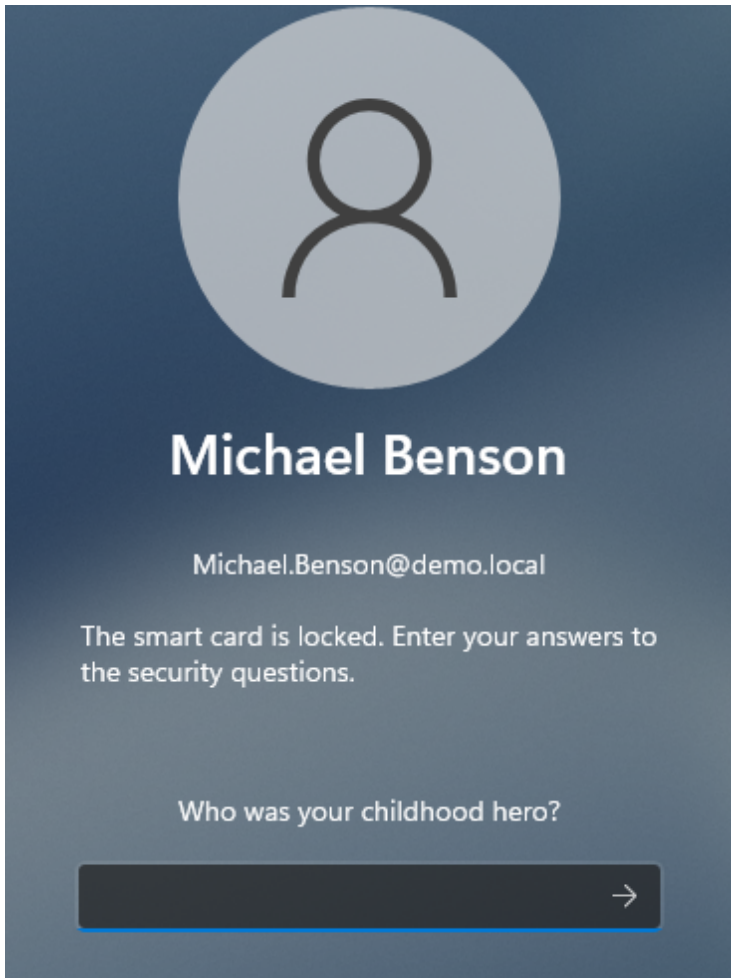 Michael Benson
Michael.Benson@demo.local
The smart card is locked. Enter your answers to
the security questions.
Who was your childhood hero?